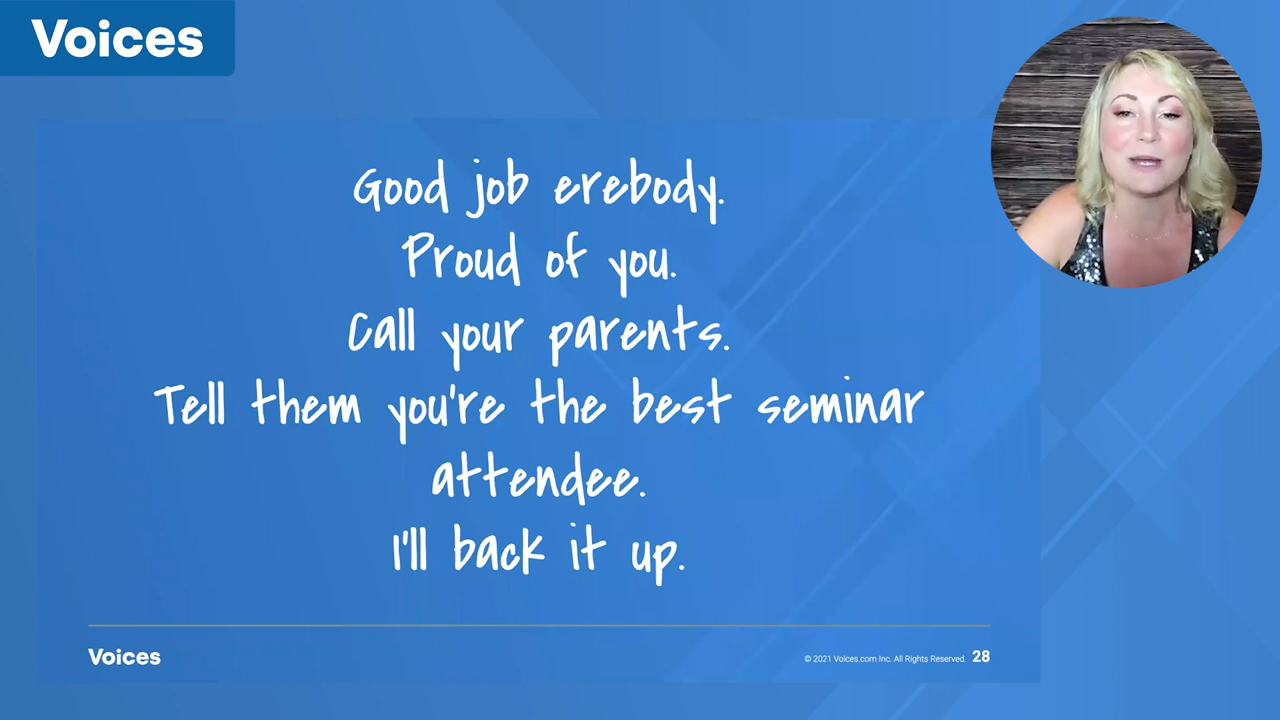 Voices
Good job erebody.
Proud of you.
Call your parents.
Tell them you're the best seminar
attendee.
I'll back it up.
Voices
© 2021 Voices.com Inc. All Rights Reserved. 28